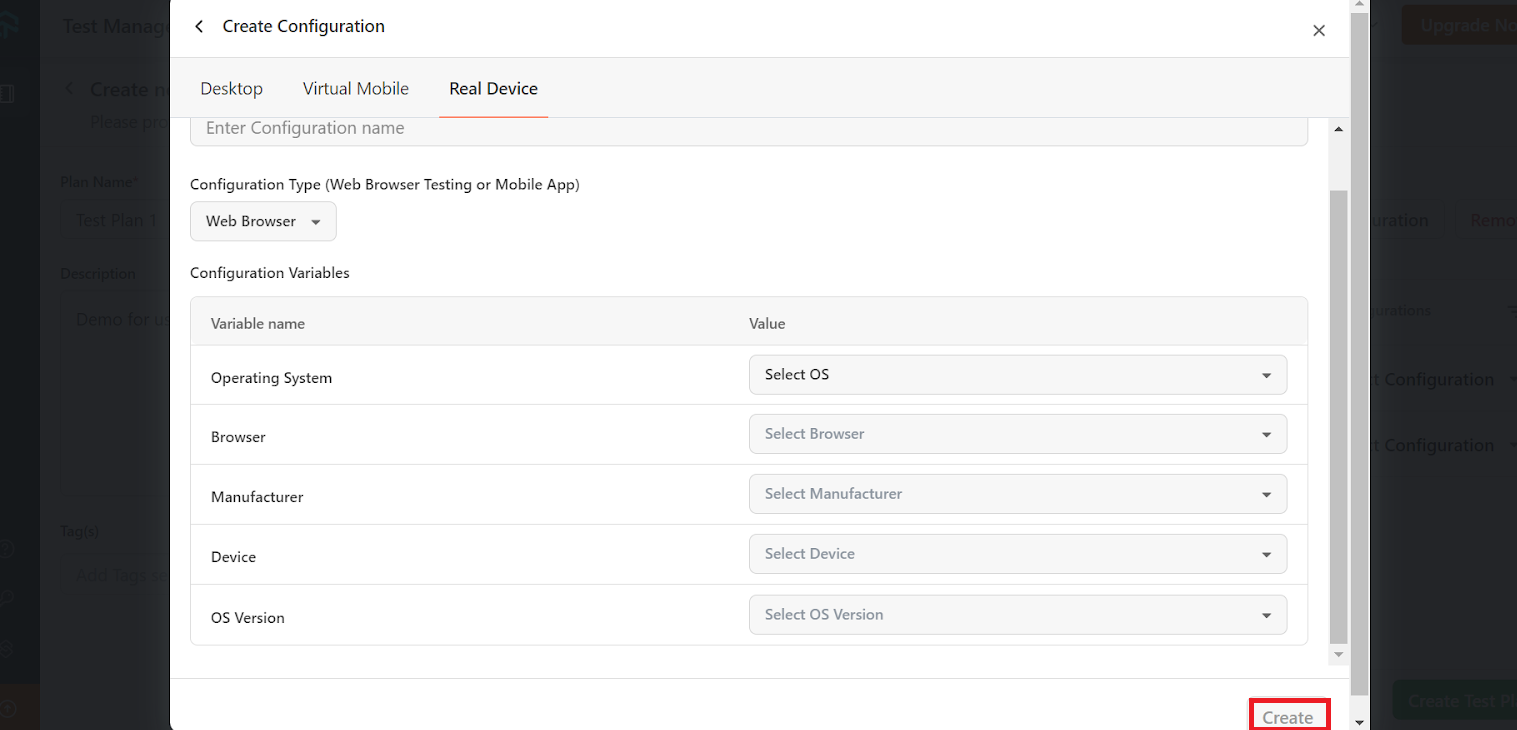 Test Manag
Create Configuration
Upgrade No
Create n
Please pro
Desktop
Virtual Mobile
Real Device
Enter Configuration name
Plan Name*
Test Plan 1
Configuration Type (Web Browser Testing or Mobile App)
Web Browser
uration
Remo
Description
Demo for us
Configuration Variables
Variable name
Value
gurations
Operating System
Select OS
t Configuration
Browser
Select Browser
t Configuration
Manufacturer
Select Manufacturer
Tag(s)
Add Tags se
Device
Select Device
OS Version
Select OS Version
Create
Create Test Pl